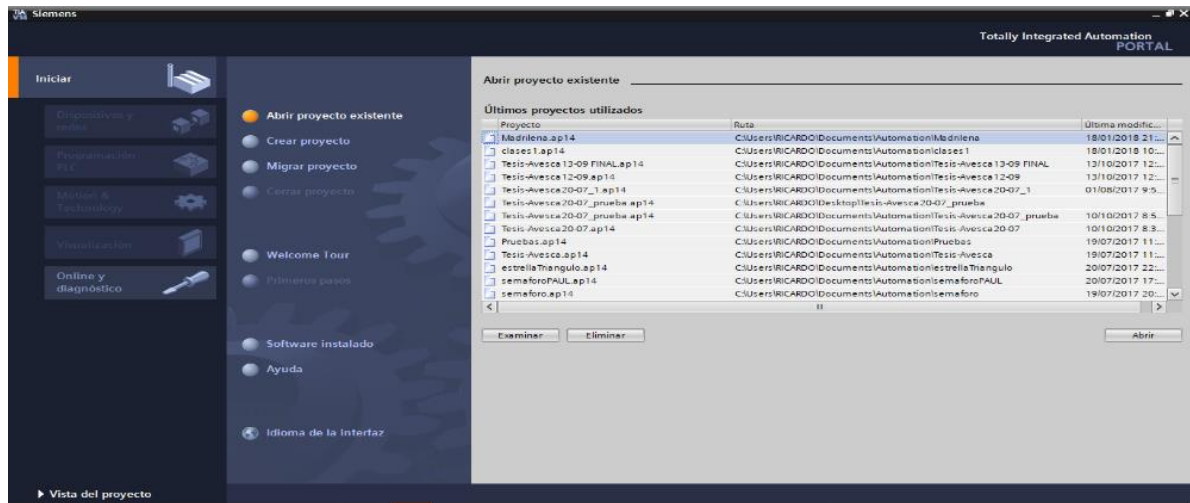 Siemens
Totally Integrated Automation
PORTAL
Iniciar
Dispositivos y
redes
Programación
PLC
Motion &
Technology
Visualización
Online y
diagnóstico
Vista del proyecto
Abrir proyecto existente
Crear proyecto
Migrar proyecto
Cerrar proyecto
Welcome Tour
Primeros pasos
Software instalado
Ayuda
Idioma de la interfaz
Abrir proyecto existente
Últimos proyectos utilizados
Proyecto Ruta Última modific...
Madrilena.ap14 C:\Users\RICARDO\Documents\Automation\Madrilena 18/01/2018 21:...
clases1.ap14 C:\Users\RICARDO\Documents\Automation\clases1 18/01/2018 10:...
Tesis-Avesca13-09 FINAL.ap14 C:\Users\RICARDO\Documents\Automation\Tesis-Avesca13-09 FINAL 13/10/2017 12:...
Tesis-Avesca12-09.ap14 C:\Users\RICARDO\Documents\Automation\Tesis-Avesca12-09 13/10/2017 12:...
Tesis-Avesca20-07_1.ap14 C:\Users\RICARDO\Documents\Automation\Tesis-Avesca20-07_1 01/08/2017 9:5...
Tesis-Avesca20-07_prueba.ap14 C:\Users\RICARDO\Desktop\Tesis-Avesca20-07_prueba
Tesis-Avesca20-07_prueba.ap14 C:\Users\RICARDO\Documents\Automation\Tesis-Avesca20-07_prueba 10/10/2017 8:5...
Tesis-Avesca20-07.ap14 C:\Users\RICARDO\Documents\Automation\Tesis-Avesca20-07 10/10/2017 8:3...
Pruebas.ap14 C:\Users\RICARDO\Documents\Automation\Pruebas 19/07/2017 11:...
Tesis-Avesca.ap14 C:\Users\RICARDO\Documents\Automation\Tesis-Avesca 19/07/2017 11:...
estrellaTriangulo.ap14 C:\Users\RICARDO\Documents\Automation\estrellaTriangulo 20/07/2017 22:...
semaforoPAUL.ap14 C:\Users\RICARDO\Documents\Automation\semaforoPAUL 20/07/2017 17:...
semaforo.ap14 C:\Users\RICARDO\Documents\Automation\semaforo 19/07/2017 20:...
Examinar Eliminar Abrir